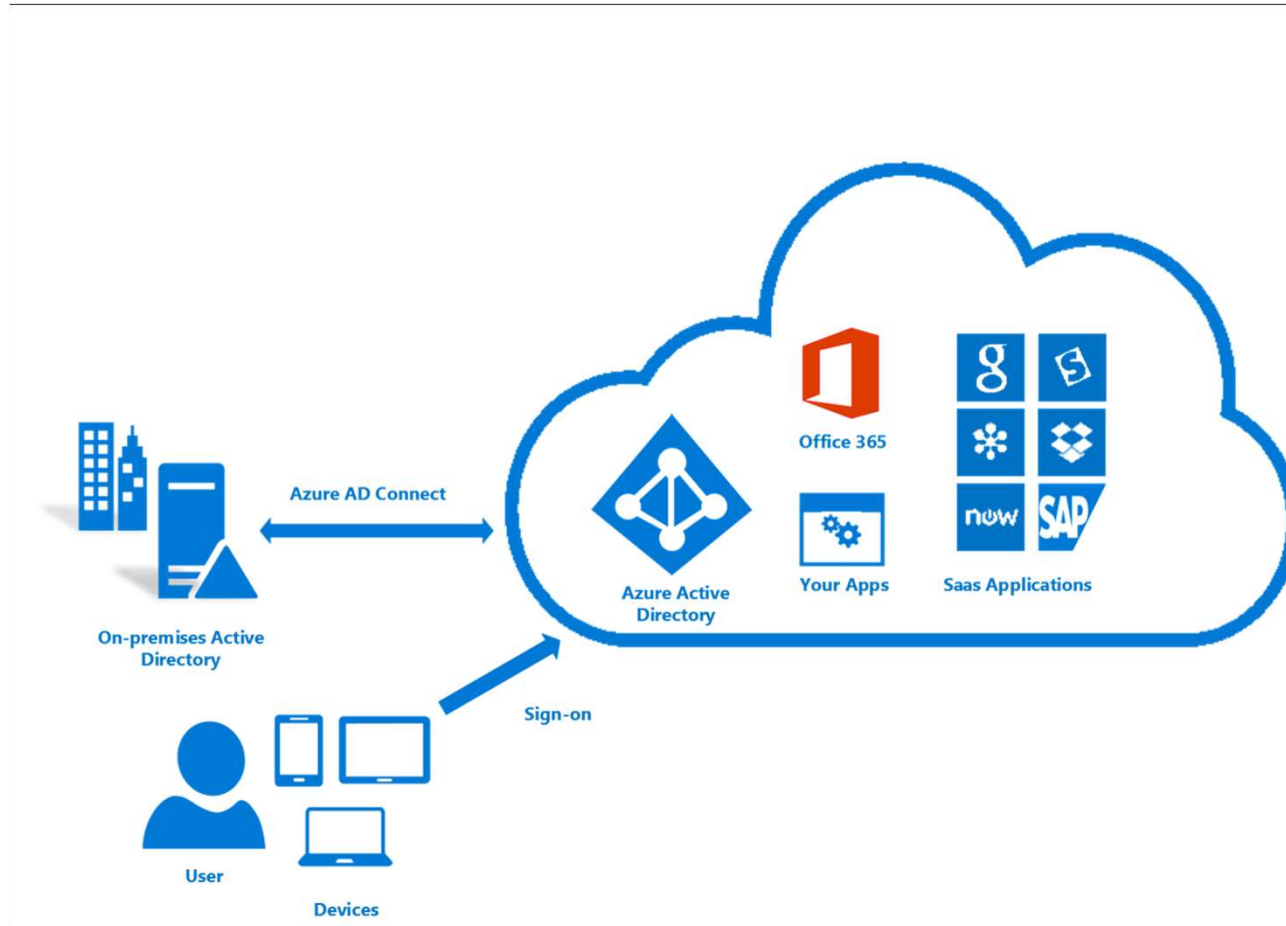 Office 365
Azure AD Connect
now
SAP
Your Apps
Saas Applications
Azure Active
Directory
On-premises Active
Directory
Sign-on
User
Devices
g
S